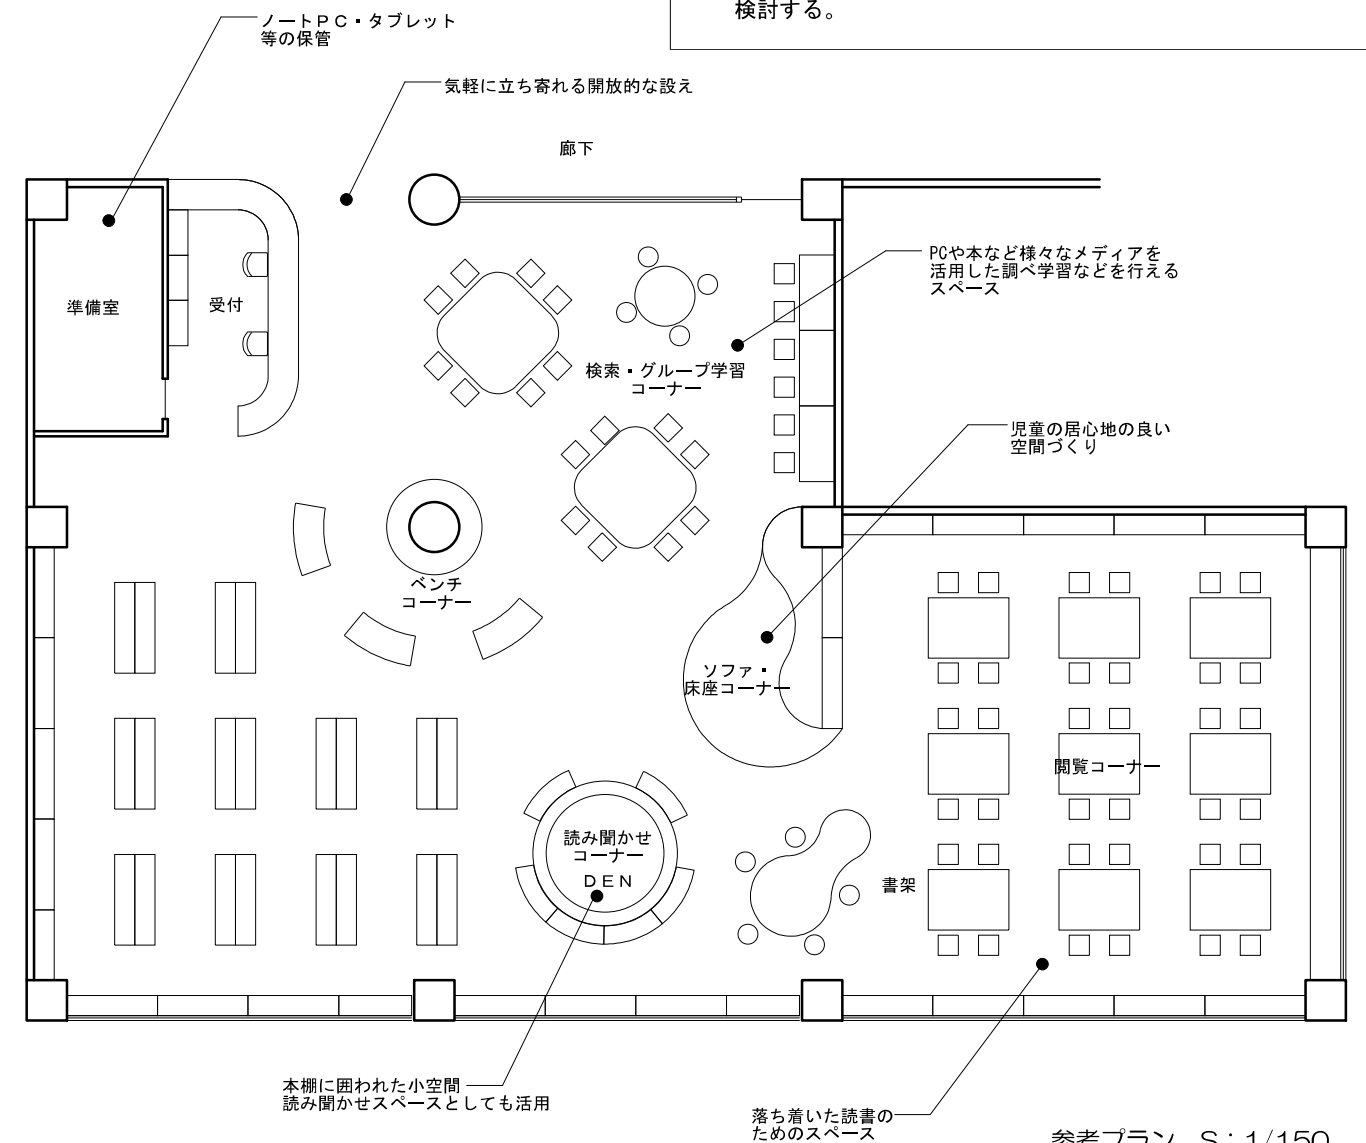 検討する。
ノートＰＣ・タブレット
等の保管
気軽に立ち寄れる開放的な設え
廊下
PCや本など様々なメディアを
活用した調べ学習などを行える
スペース
準備室
受付
検索・グループ学習
コーナー
児童の居心地の良い
空間づくり
ベンチ
コーナー
ソファ・
床座コーナー
閲覧コーナー
読み聞かせ
コーナー
ＤＥＮ
書架
本棚に囲われた小空間
読み聞かせスペースとしても活用
落ち着いた読書の
ためのスペース
参考プラン　S：1/150